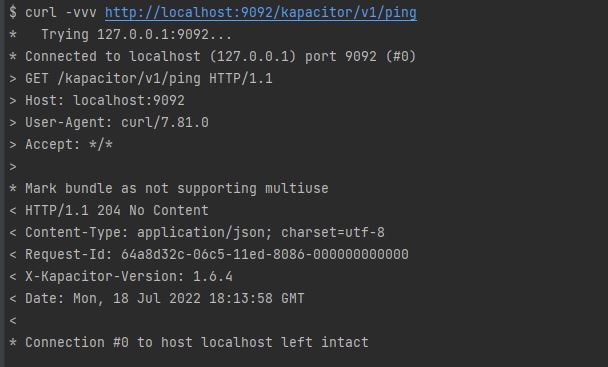 $ curl -vvv http://localhost:9092/kapacitor/v1/ping
*   Trying 127.0.0.1:9092...
* Connected to localhost (127.0.0.1) port 9092 (#0)
> GET /kapacitor/v1/ping HTTP/1.1
> Host: localhost:9092
> User-Agent: curl/7.81.0
> Accept: */*
>
* Mark bundle as not supporting multiuse
< HTTP/1.1 204 No Content
< Content-Type: application/json; charset=utf-8
< Request-Id: 64a8d32c-06c5-11ed-8086-000000000000
< X-Kapacitor-Version: 1.6.4
< Date: Mon, 18 Jul 2022 18:13:58 GMT
<
* Connection #0 to host localhost left intact